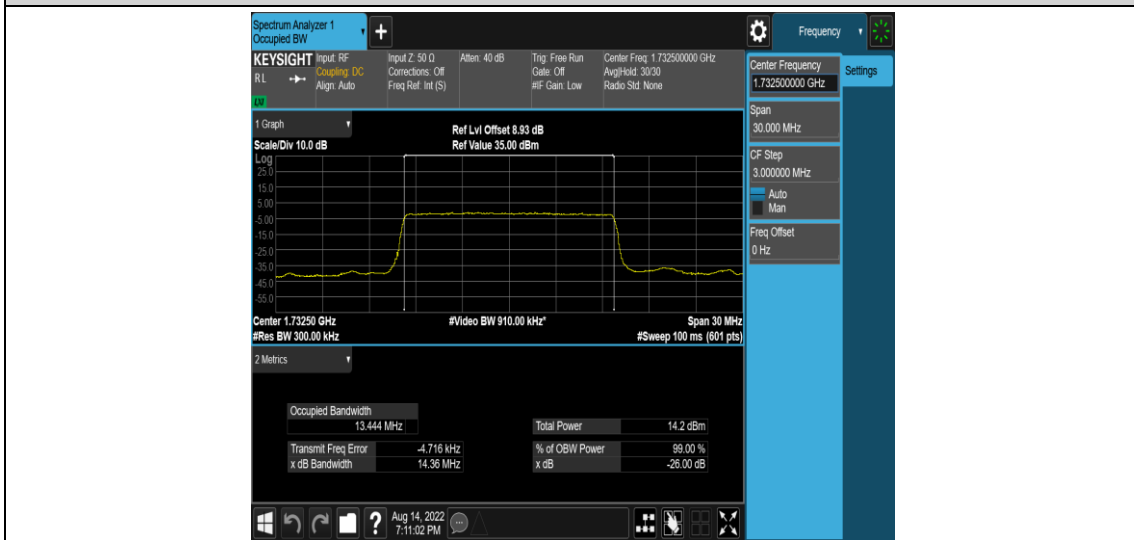 Spectrum Analyzer 1
Occupied BW
+
Frequency
KEYSIGHT
RL
LXI
Input: RF
Coupling: DC
Align: Auto
Input Z: 50 Ω
Corrections: Off
Freq Ref: Int (S)
Atten: 40 dB
Trig: Free Run
Gate: Off
#IF Gain: Low
Center Freq: 1.732500000 GHz
Avg|Hold: 30/30
Radio Std: None
Center Frequency
1.732500000 GHz
Settings
Span
30.000 MHz
CF Step
3.000000 MHz
Auto
Man
Freq Offset
0 Hz
1 Graph
Ref Lvl Offset 8.93 dB
Scale/Div 10.0 dB
Ref Value 35.00 dBm
Log
25.0
15.0
5.00
-5.00
-15.0
-25.0
-35.0
-45.0
-55.0
Center 1.73250 GHz
#Video BW 910.00 kHz*
Span 30 MHz
#Res BW 300.00 kHz
#Sweep 100 ms (601 pts)
2 Metrics
Occupied Bandwidth
13.444 MHz
Total Power 14.2 dBm
Transmit Freq Error -4.716 kHz
% of OBW Power 99.00 %
x dB Bandwidth 14.36 MHz
x dB -26.00 dB
?
Aug 14, 2022
7:11:02 PM